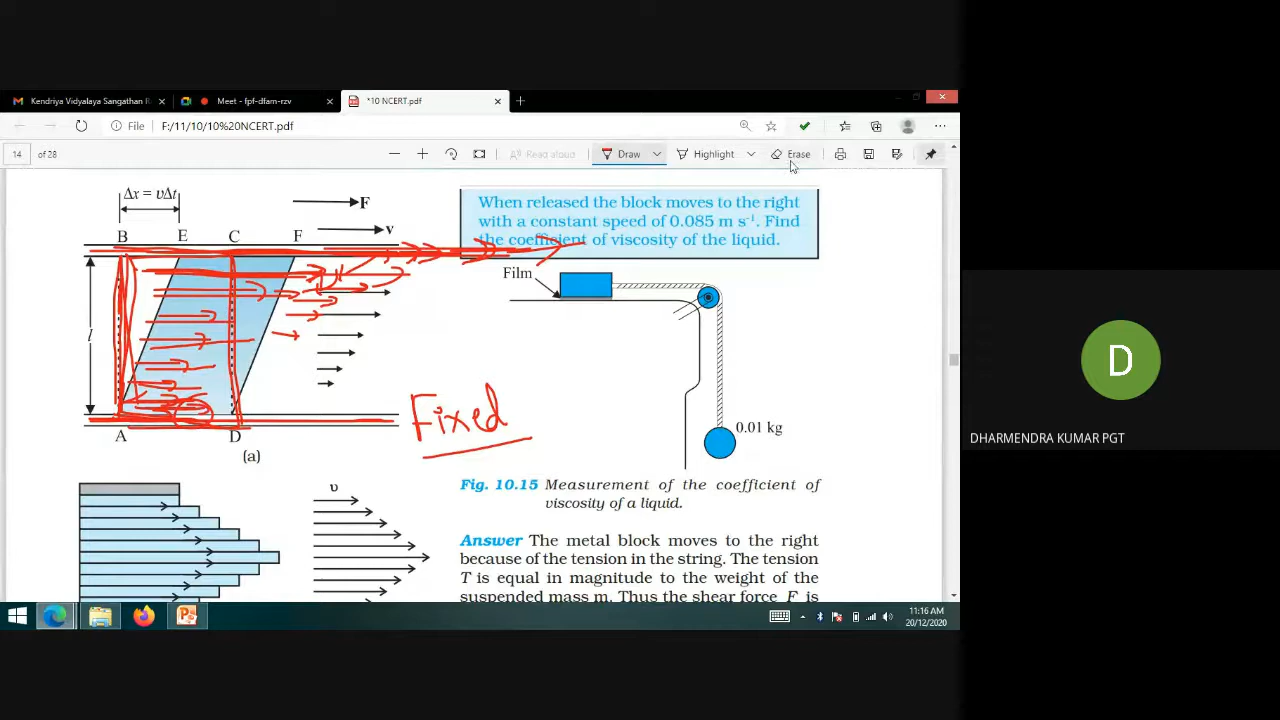 Kendriya Vidyalaya Sangathan R
Meet - fpf-dfam-rzv
*10 NCERT.pdf
File
F:/11/10/10%20NCERT.pdf
14 of 28
Read aloud
Draw
Highlight
Erase
Δx = υΔt
F
v
B E C F
l
A D
(a)
Fixed
υ
When released the block moves to the right
with a constant speed of 0.085 m s⁻¹. Find
the coefficient of viscosity of the liquid.
Film
0.01 kg
Fig. 10.15 Measurement of the coefficient of
viscosity of a liquid.
Answer The metal block moves to the right
because of the tension in the string. The tension
T is equal in magnitude to the weight of the
suspended mass m. Thus the shear force F is
11:16 AM
20/12/2020
D
DHARMENDRA KUMAR PGT